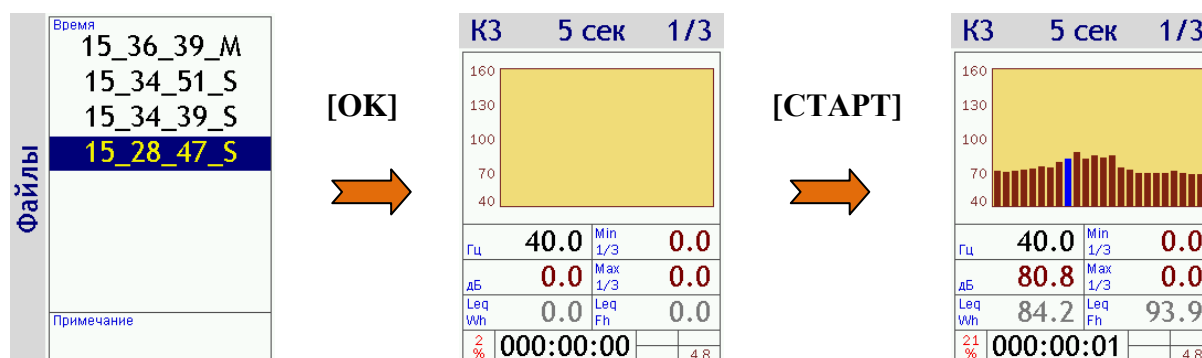 Файлы
Время
15_36_39_M
15_34_51_S
15_34_39_S
15_28_47_S
Примечание
[OK]
К3 5 сек 1/3
160
130
100
70
40
Гц 40.0 Min 1/3 0.0
дБ 0.0 Max 1/3 0.0
Leq Wh 0.0 Leq Fh 0.0
2 % 000:00:00 4.8
[СТАРТ]
К3 5 сек 1/3
160
130
100
70
40
Гц 40.0 Min 1/3 0.0
дБ 80.8 Max 1/3 0.0
Leq Wh 84.2 Leq Fh 93.9
21 % 000:00:01 4.8